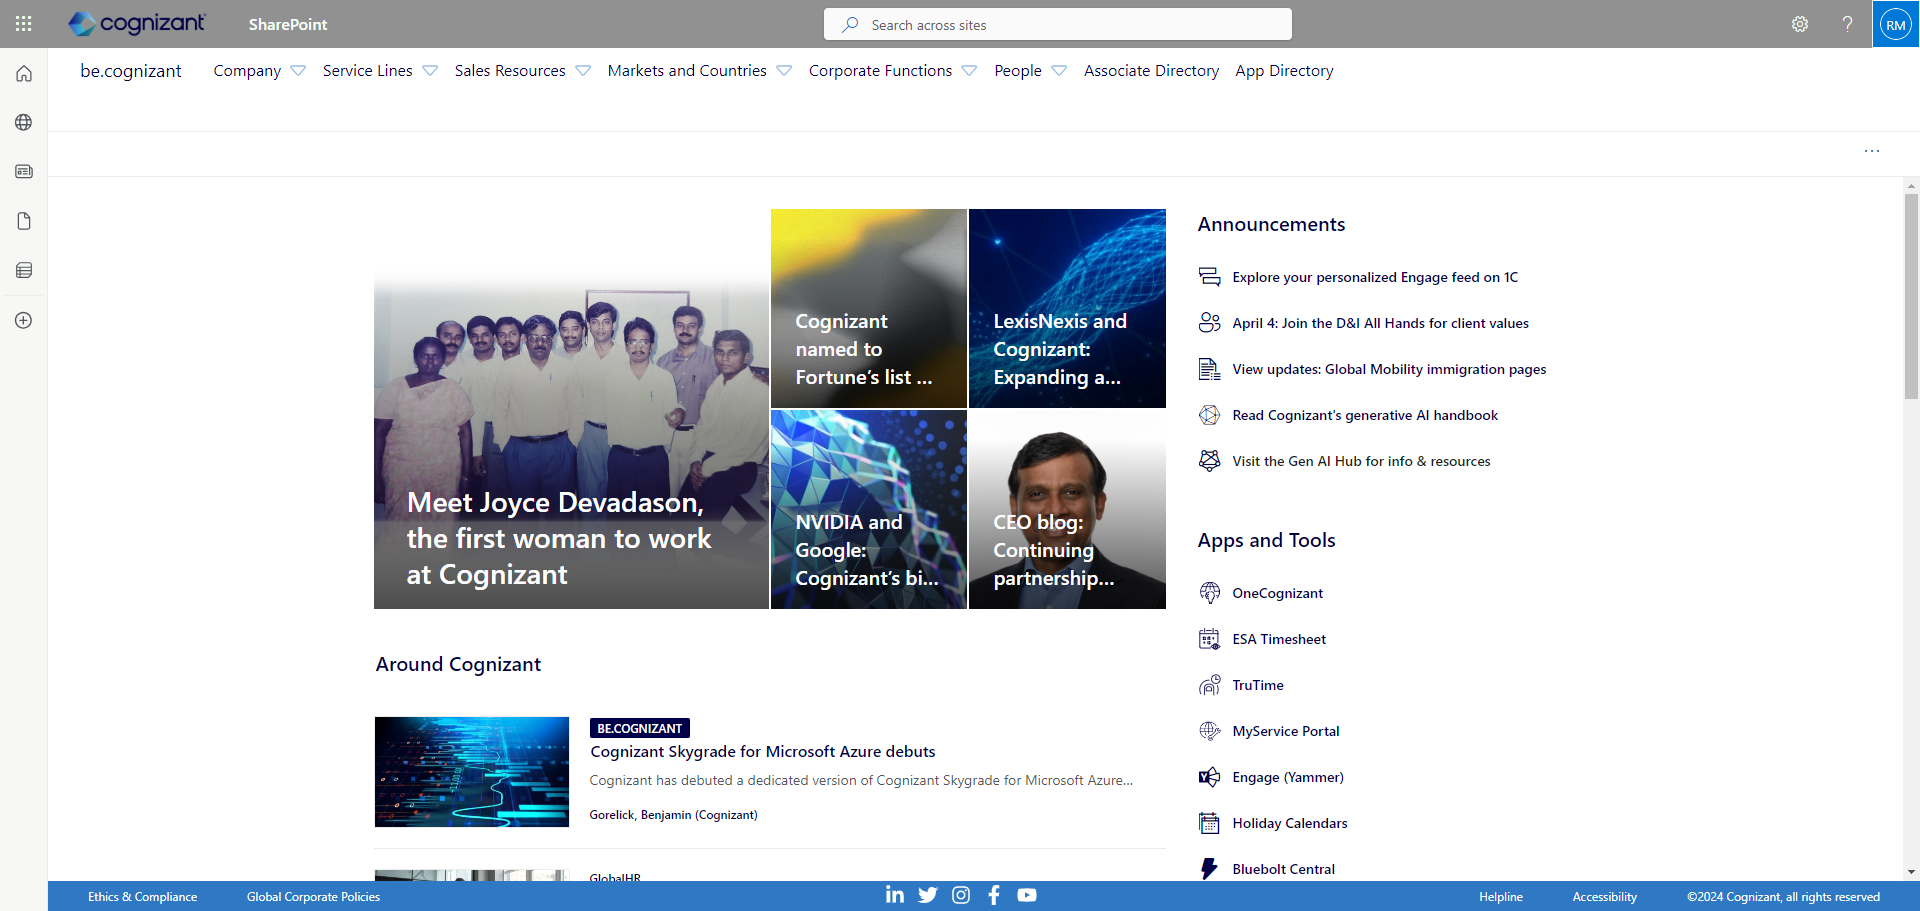 cognizant
SharePoint
Search across sites
RM
be.cognizant
Company
Service Lines
Sales Resources
Markets and Countries
Corporate Functions
People
Associate Directory
App Directory
Meet Joyce Devadason,
the first woman to work
at Cognizant
Cognizant
named to
Fortune’s list ...
LexisNexis and
Cognizant:
Expanding a...
NVIDIA and
Google:
Cognizant’s bi...
CEO blog:
Continuing
partnership...
Announcements
Explore your personalized Engage feed on 1C
April 4: Join the D&I All Hands for client values
View updates: Global Mobility immigration pages
Read Cognizant's generative AI handbook
Visit the Gen AI Hub for info & resources
Apps and Tools
OneCognizant
ESA Timesheet
TruTime
MyService Portal
Engage (Yammer)
Holiday Calendars
Bluebolt Central
Around Cognizant
BE.COGNIZANT
Cognizant Skygrade for Microsoft Azure debuts
Cognizant has debuted a dedicated version of Cognizant Skygrade for Microsoft Azure...
Gorelick, Benjamin (Cognizant)
GlobalHR
Ethics & Compliance
Global Corporate Policies
Helpline
Accessibility
©2024 Cognizant, all rights reserved